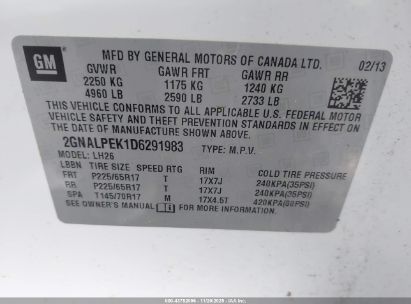 GM
MFD BY GENERAL MOTORS OF CANADA LTD.
02/13
GVWR GAWR FRT GAWR RR
2250 KG 1175 KG 1240 KG
4960 LB 2590 LB 2733 LB
THIS VEHICLE CONFORMS TO ALL APPLICABLE U.S. FEDERAL MOTOR
VEHICLE SAFETY, BUMPER, AND THEFT PREVENTION STANDARDS IN
EFFECT ON THE DATE OF MANUFACTURE SHOWN ABOVE.
2GNALPEK1D6291983 TYPE: M.P.V.
MODEL: LH26
LBBN TIRE SIZE SPEED RTG RIM COLD TIRE PRESSURE
FRT P225/65R17 T 17X7J 240KPA(35PSI)
RR P225/65R17 T 17X7J 240KPA(35PSI)
SPA T145/70R17 M 17X4.5T 420KPA(60PSI)
SEE OWNER'S MANUAL FOR MORE INFORMATION